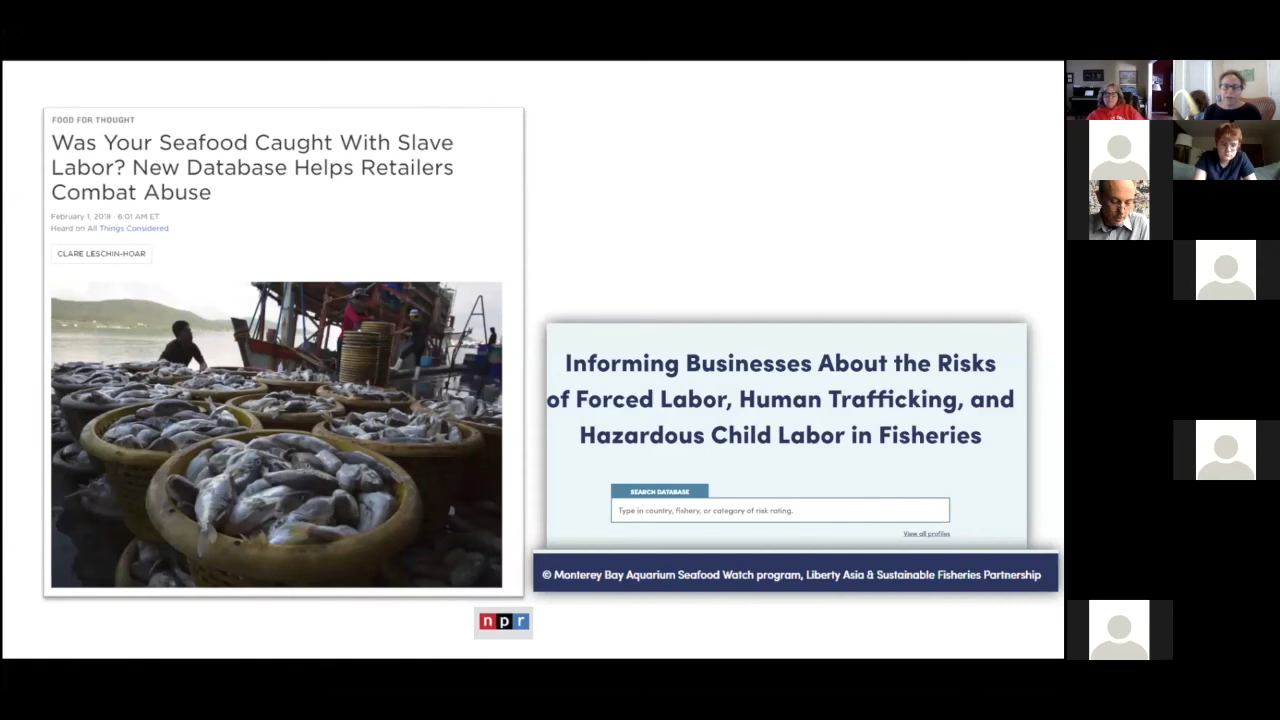 FOOD FOR THOUGHT
Was Your Seafood Caught With Slave
Labor? New Database Helps Retailers
Combat Abuse
February 1, 2018 · 6:01 AM ET
Heard on All Things Considered
CLARE LESCHIN-HOAR
Informing Businesses About the Risks
of Forced Labor, Human Trafficking, and
Hazardous Child Labor in Fisheries
SEARCH DATABASE
Type in country, fishery, or category of risk rating.
View all profiles
© Monterey Bay Aquarium Seafood Watch program, Liberty Asia & Sustainable Fisheries Partnership
npr